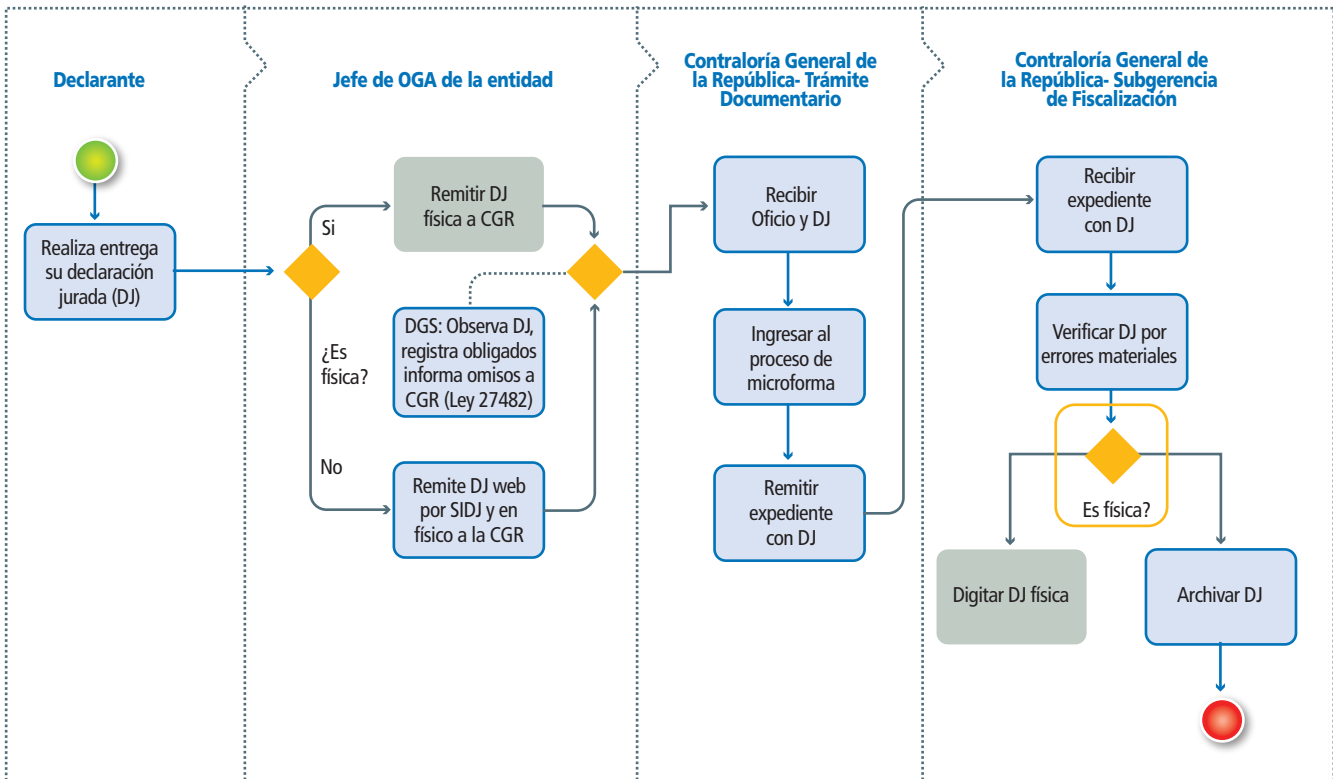 Declarante
Jefe de OGA de la entidad
Contraloría General de
la República- Trámite
Documentario
Contraloría General de
la República- Subgerencia
de Fiscalización
Realiza entrega
su declaración
jurada (DJ)
Si
¿Es
física?
No
Remitir DJ
física a CGR
DGS: Observa DJ,
registra obligados
informa omisos a
CGR (Ley 27482)
Remite DJ web
por SIDJ y en
físico a la CGR
Recibir
Oficio y DJ
Ingresar al
proceso de
microforma
Remitir
expediente
con DJ
Recibir
expediente
con DJ
Verificar DJ por
errores materiales
Es física?
Digitar DJ física
Archivar DJ